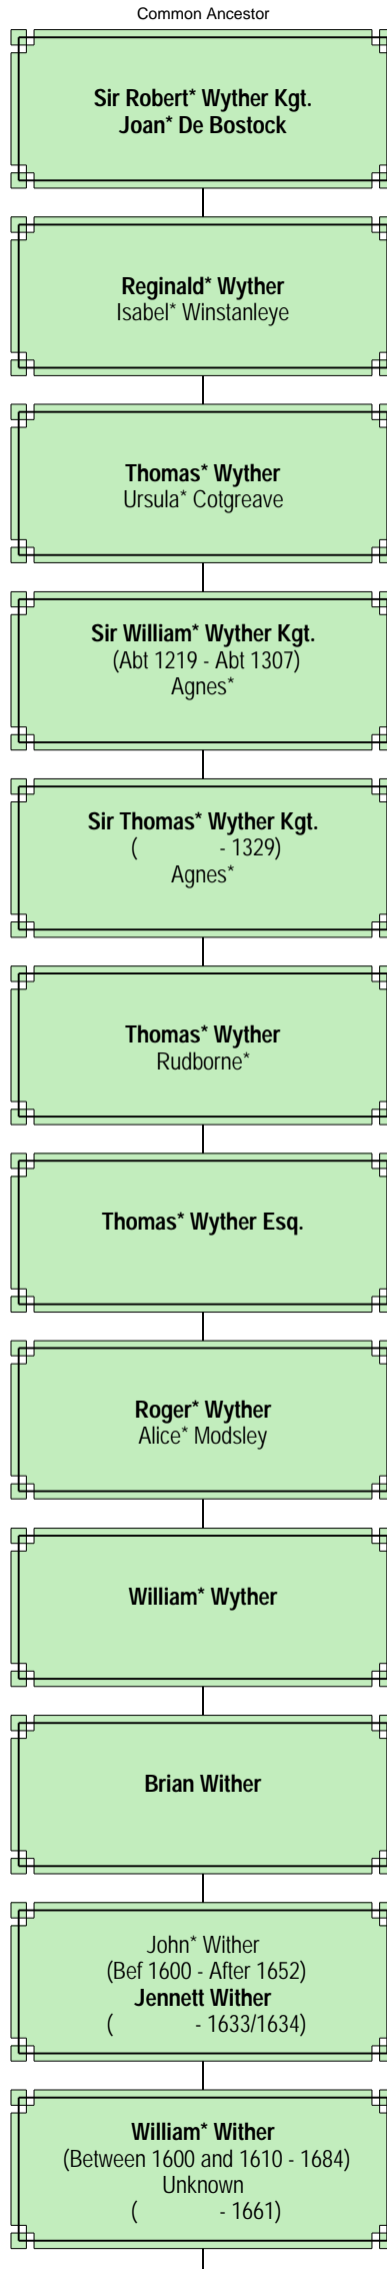 Common Ancestor
Sir Robert* Wyther Kgt.
Joan* De Bostock
Reginald* Wyther
Isabel* Winstanleye
Thomas* Wyther
Ursula* Cotgreave
Sir William* Wyther Kgt.
(Abt 1219 - Abt 1307)
Agnes*
Sir Thomas* Wyther Kgt.
( - 1329)
Agnes*
Thomas* Wyther
Rudborne*
Thomas* Wyther Esq.
Roger* Wyther
Alice* Modsley
William* Wyther
Brian Wither
John* Wither
(Bef 1600 - After 1652)
Jennett Wither
( - 1633/1634)
William* Wither
(Between 1600 and 1610 - 1684)
Unknown
( - 1661)